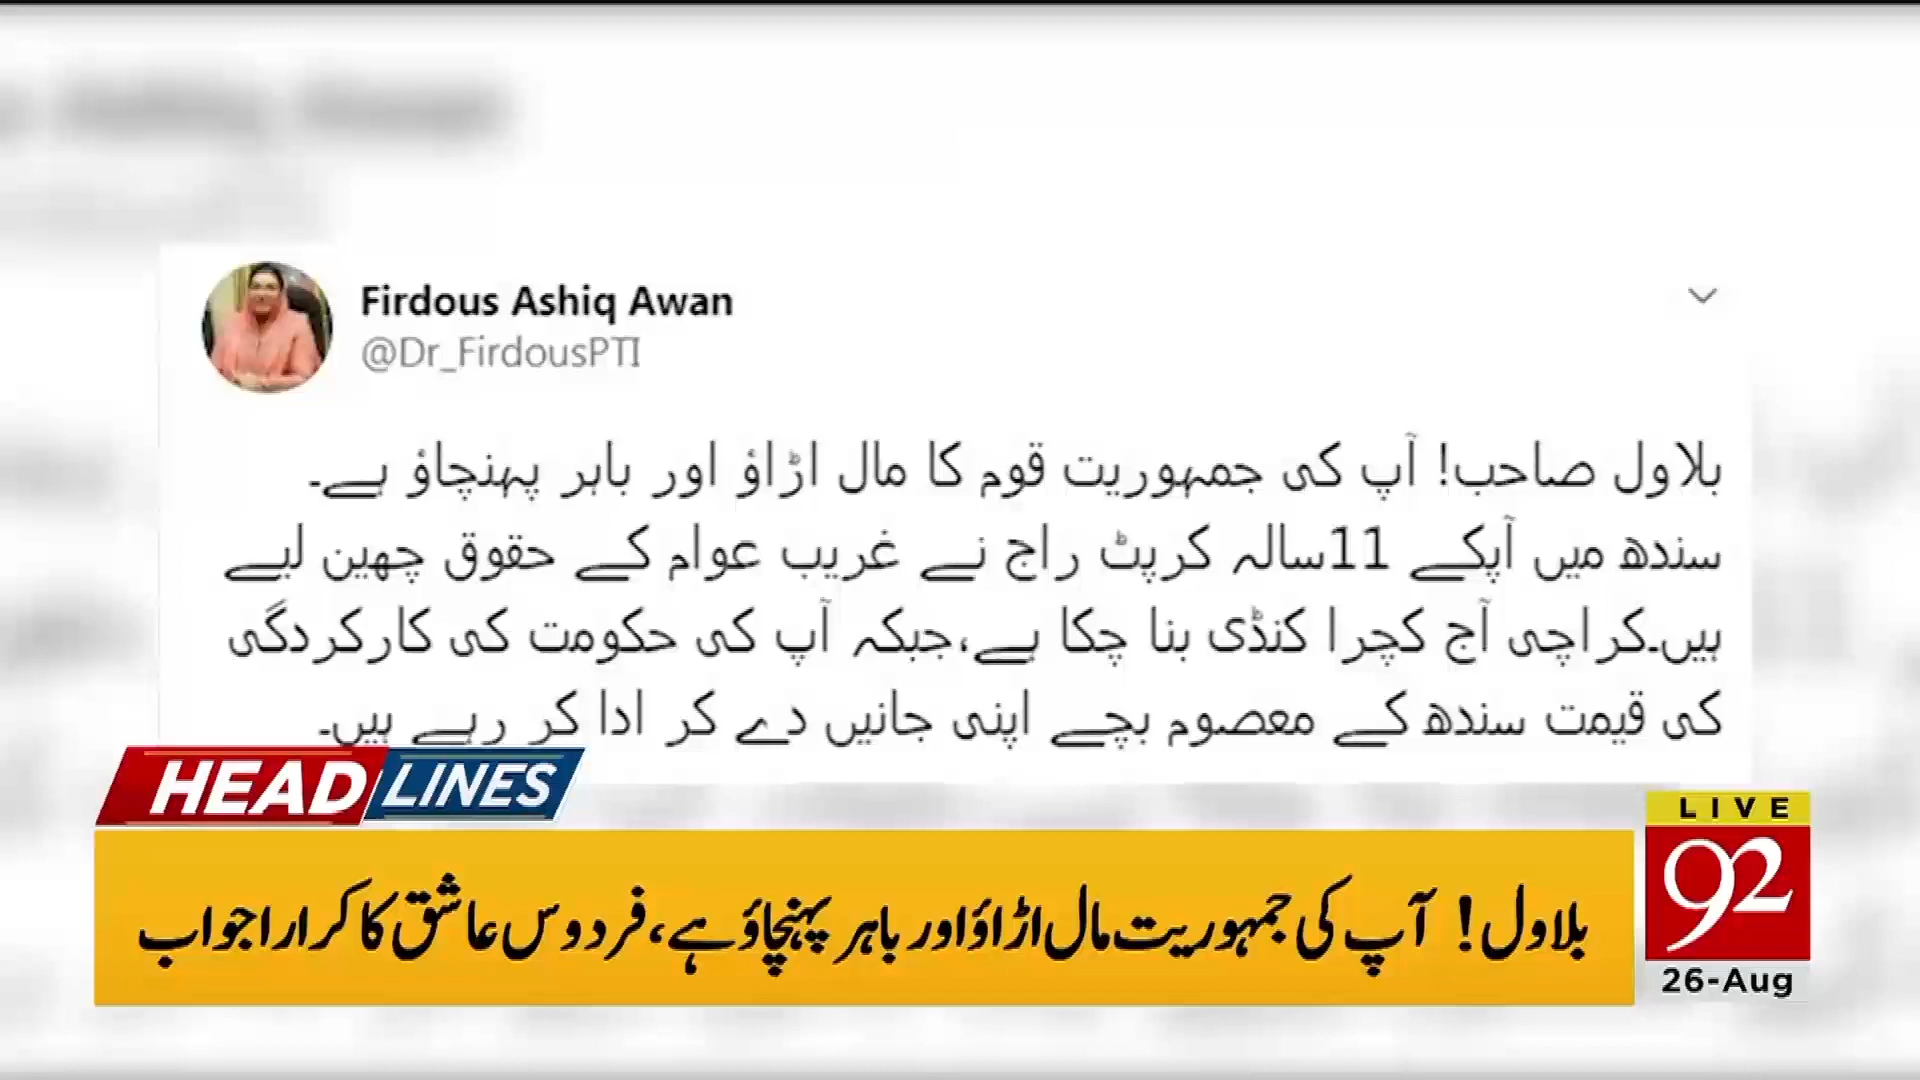 Firdous Ashiq Awan
@Dr_FirdousPTI
بلاول صاحب! آپ کی جمہوریت قوم کا مال اڑاؤ اور باہر پہنچاؤ ہے۔
سندھ میں آپکے 11سالہ کرپٹ راج نے غریب عوام کے حقوق چھین لیے
ہیں۔کراچی آج کچرا کنڈی بنا چکا ہے،جبکہ آپ کی حکومت کی کارکردگی
کی قیمت سندھ کے معصوم بچے اپنی جانیں دے کر ادا کر رہے ہیں۔
HEADLINES
LIVE
92
26-Aug
بلاول! آپ کی جمہوریت مال اڑاؤ اور باہر پہنچاؤ ہے، فردوس عاشق کا کرارا جواب